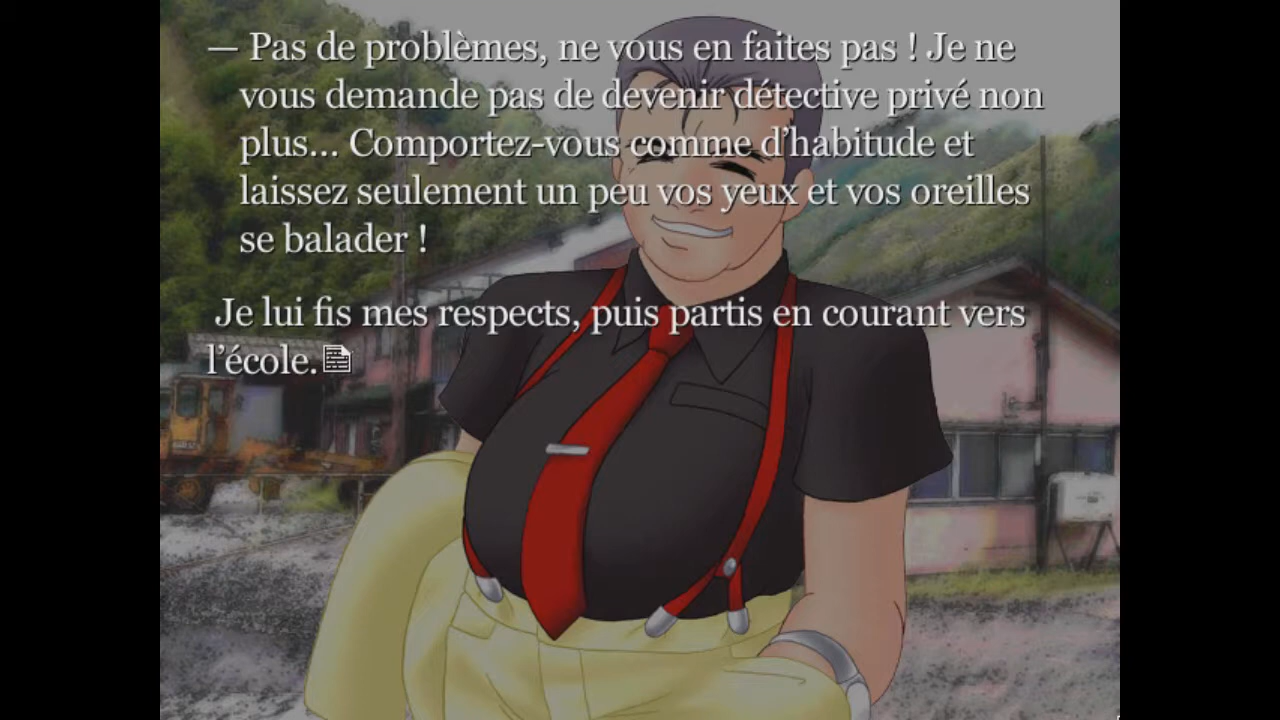 — Pas de problèmes, ne vous en faites pas ! Je ne
vous demande pas de devenir détective privé non
plus... Comportez-vous comme d’habitude et
laissez seulement un peu vos yeux et vos oreilles
se balader !
Je lui fis mes respects, puis partis en courant vers
l’école.